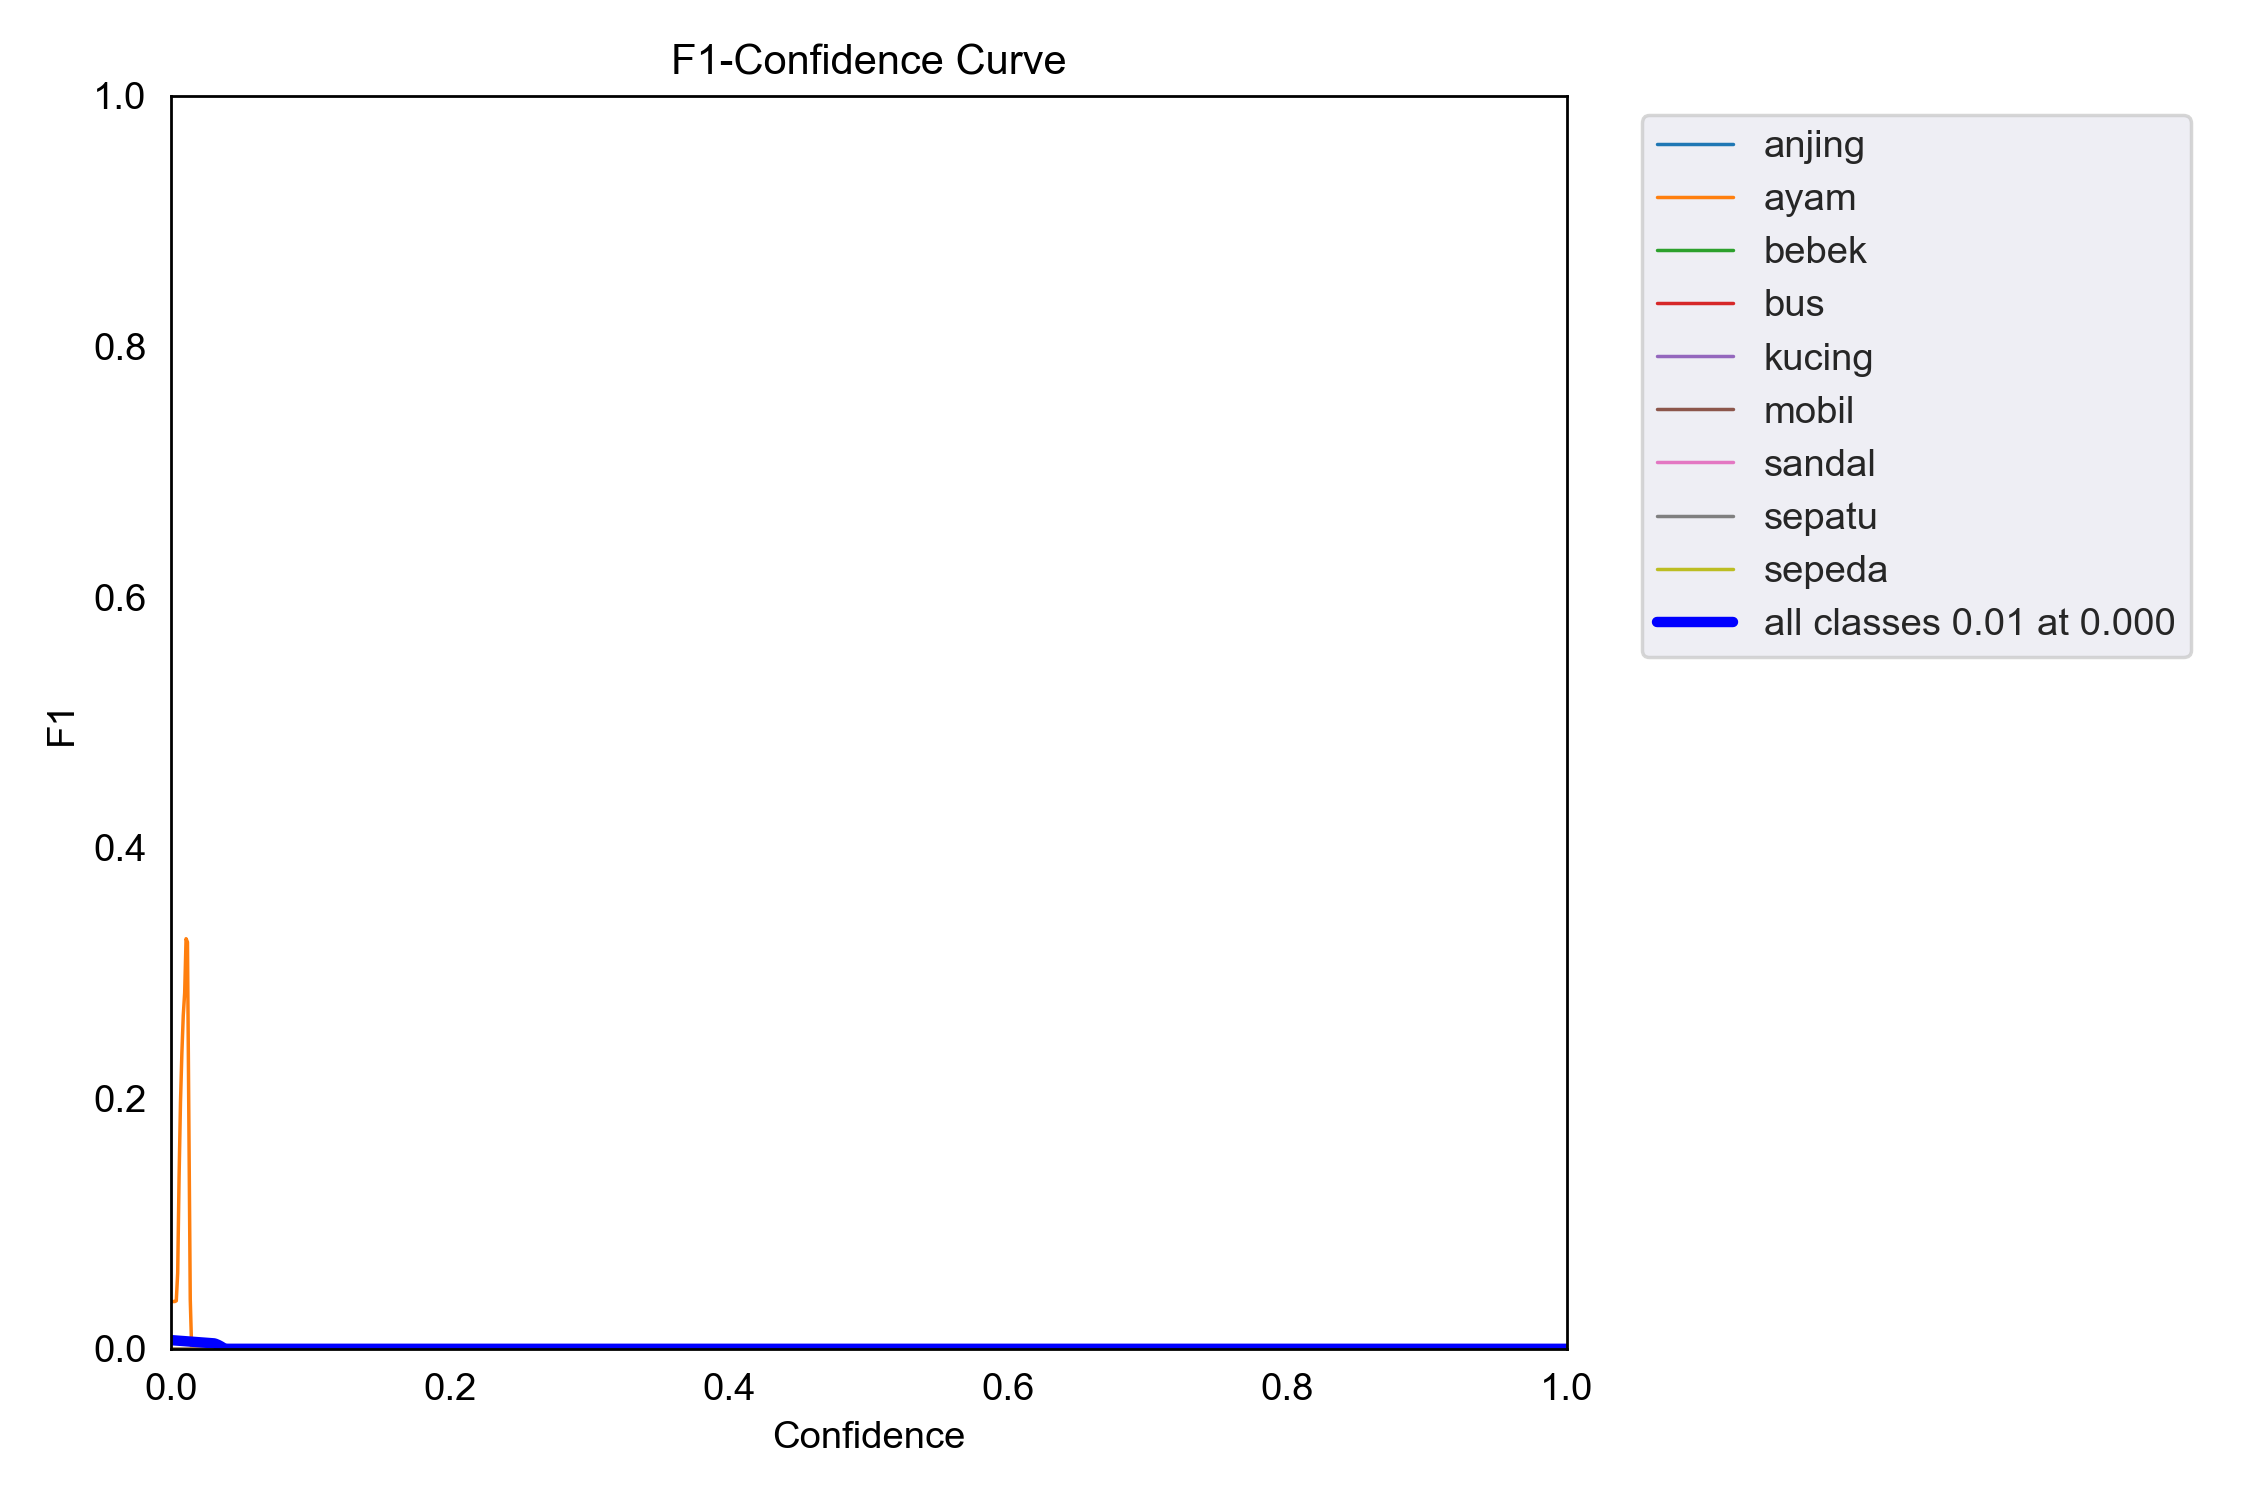 F1-Confidence Curve
1.0
0.8
0.6
0.4
0.2
0.0
F1
0.0 0.2 0.4 0.6 0.8 1.0
Confidence
anjing
ayam
bebek
bus
kucing
mobil
sandal
sepatu
sepeda
all classes 0.01 at 0.000